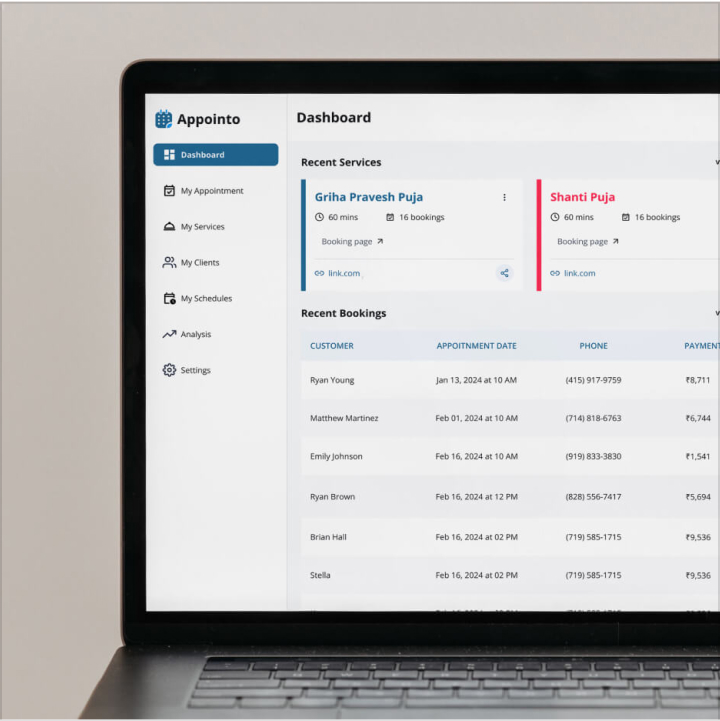 Appointo
Dashboard
Dashboard
My Appointment
My Services
My Clients
My Schedules
Analysis
Settings
Recent Services
Griha Pravesh Puja
60 mins 16 bookings
Booking page
link.com
Shanti Puja
60 mins 16 bookings
Booking page
link.com
Recent Bookings
CUSTOMER APPOITNMENT DATE PHONE PAYMENT
Ryan Young Jan 13, 2024 at 10 AM (415) 917-9759 ₹8,711
Matthew Martinez Feb 01, 2024 at 10 AM (714) 818-6763 ₹6,744
Emily Johnson Feb 16, 2024 at 10 AM (919) 833-3830 ₹1,541
Ryan Brown Feb 16, 2024 at 12 PM (828) 556-7417 ₹5,694
Brian Hall Feb 16, 2024 at 02 PM (719) 585-1715 ₹9,536
Stella Feb 16, 2024 at 02 PM (719) 585-1715 ₹9,536